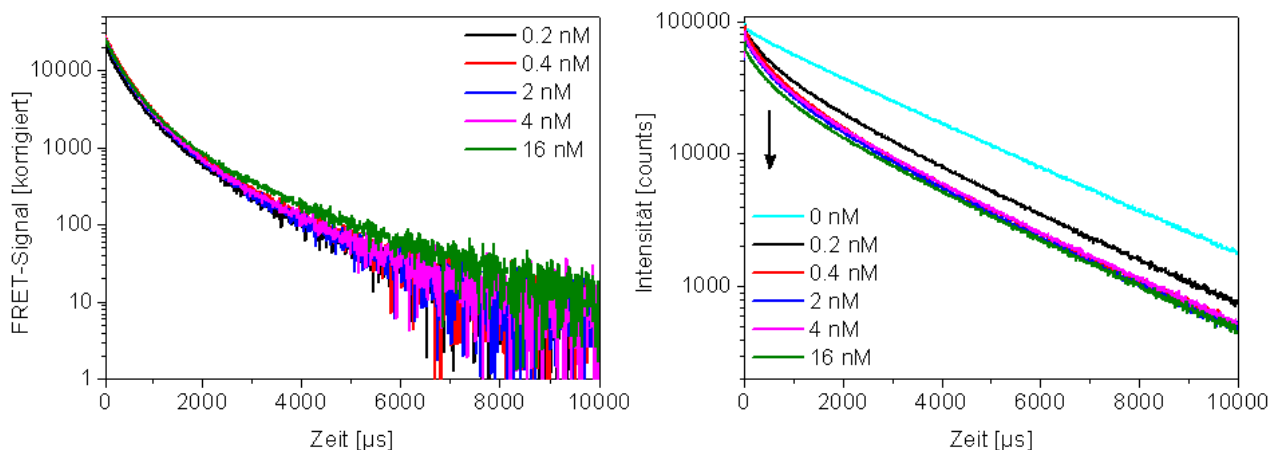 FRET-Signal [korrigiert]
10000
1000
100
10
1
0.2 nM
0.4 nM
2 nM
4 nM
16 nM
0
2000
4000
6000
8000
10000
Zeit [µs]
Intensität [counts]
100000
10000
1000
0 nM
0.2 nM
0.4 nM
2 nM
4 nM
16 nM
0
2000
4000
6000
8000
10000
Zeit [µs]